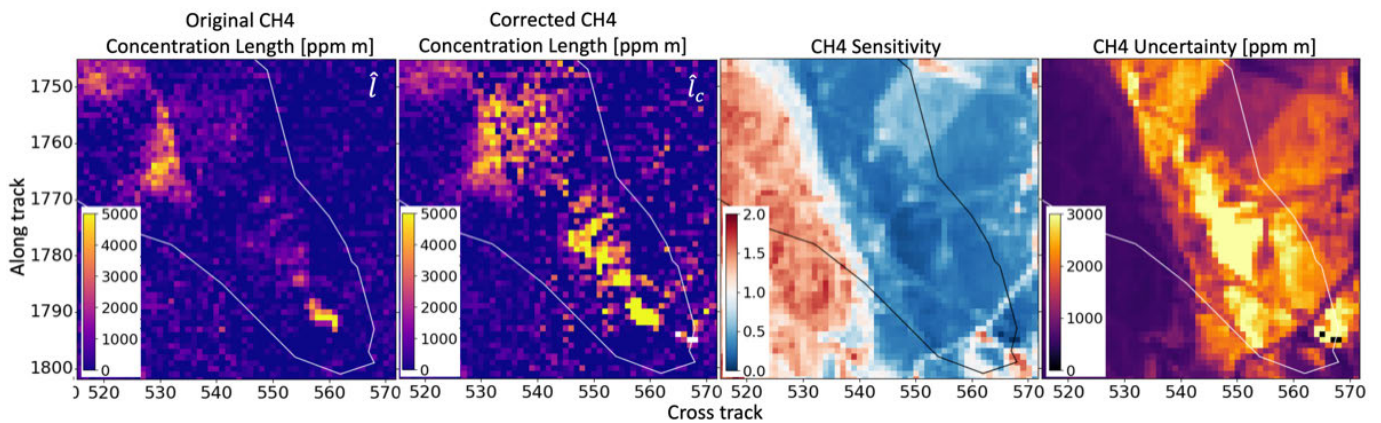 Original CH4
Concentration Length [ppm m]
Corrected CH4
Concentration Length [ppm m]
CH4 Sensitivity
CH4 Uncertainty [ppm m]
l̂
l̂c
Along track
1750
1760
1770
1780
1790
1800
5000
4000
3000
2000
1000
0
5000
4000
3000
2000
1000
0
2.0
1.5
1.0
0.5
0.0
3000
2000
1000
0
0 520 530 540 550 560 570
520 530 540 550 560 570
520 530 540 550 560 570
520 530 540 550 560 570
Cross track